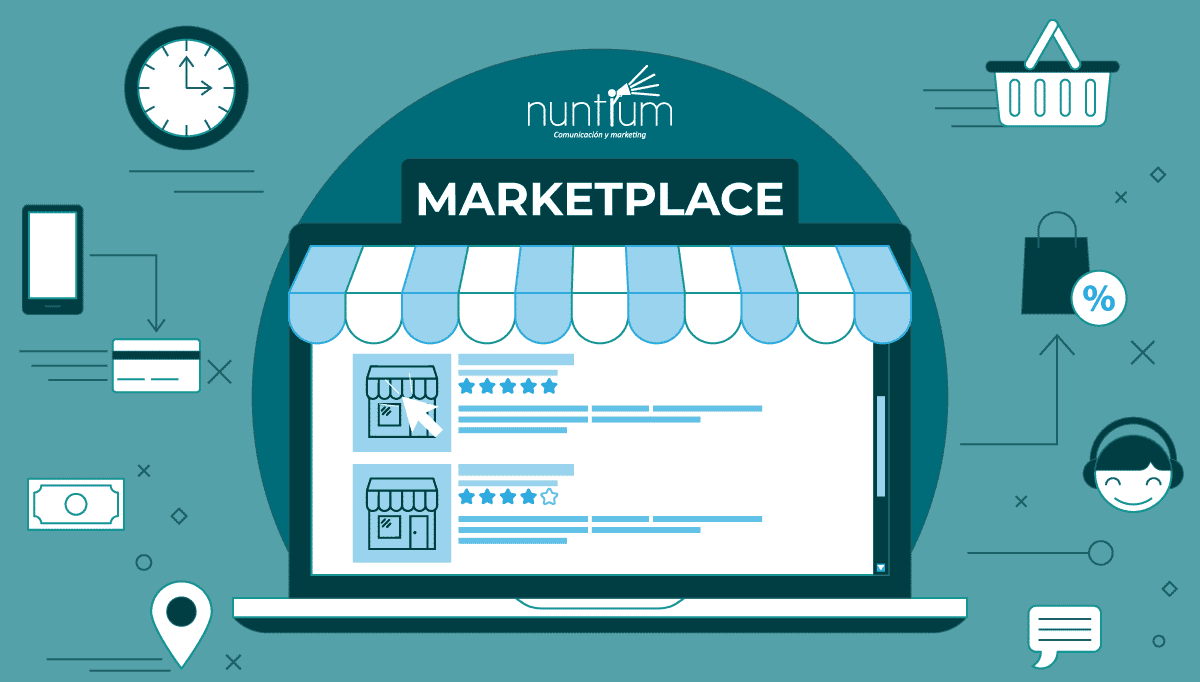 nuntium
Comunicación y marketing
MARKETPLACE
%